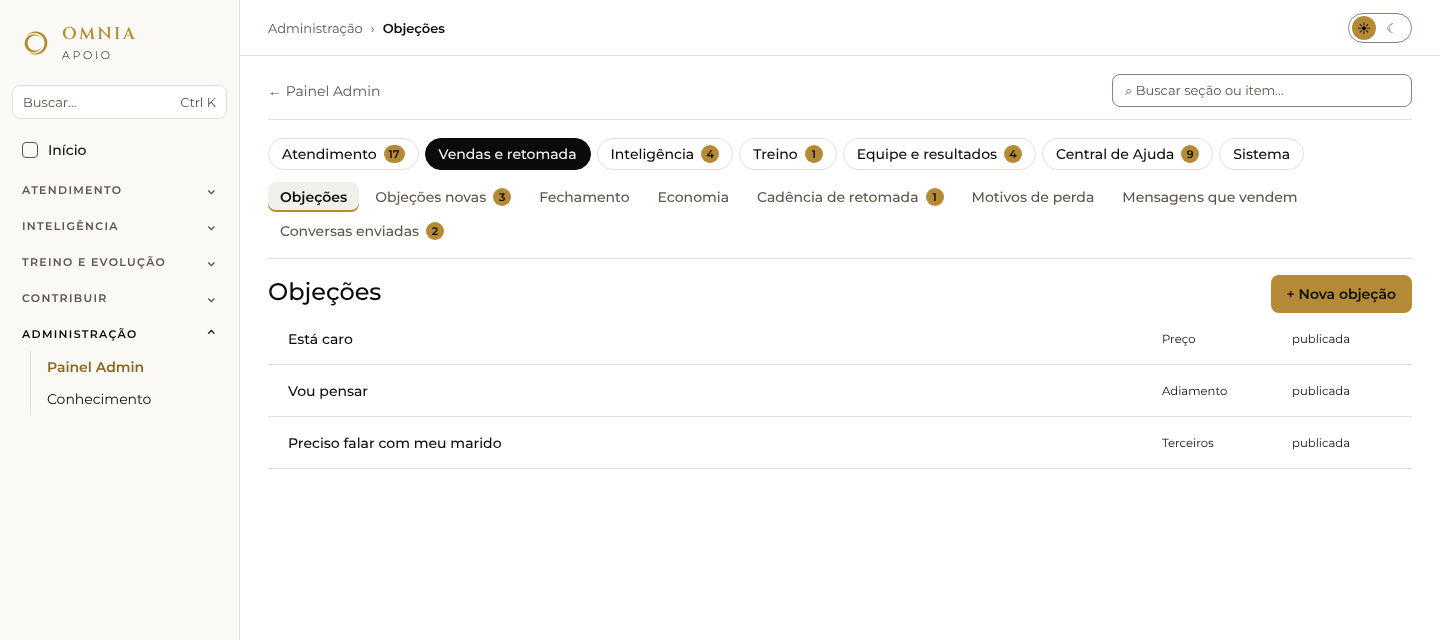 OMNIA
APOIO
Buscar... Ctrl K
Início
ATENDIMENTO
INTELIGÊNCIA
TREINO E EVOLUÇÃO
CONTRIBUIR
ADMINISTRAÇÃO
Painel Admin
Conhecimento
Administração › Objeções
← Painel Admin
Buscar seção ou item...
Atendimento 17 Vendas e retomada Inteligência 4 Treino 1 Equipe e resultados 4 Central de Ajuda 9 Sistema
Objeções Objeções novas 3 Fechamento Economia Cadência de retomada 1 Motivos de perda Mensagens que vendem
Conversas enviadas 2
Objeções
+ Nova objeção
Está caro Preço publicada
Vou pensar Adiamento publicada
Preciso falar com meu marido Terceiros publicada